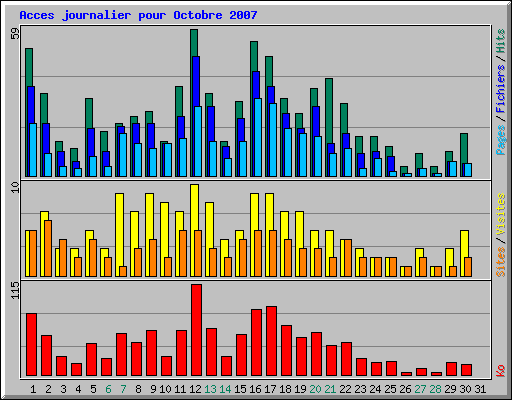 Acces journalier pour Octobre 2007
59
Pages/Fichiers/Hits
10
Sites/Visites
115
Ko
1 2 3 4 5 6 7 8 9 10 11 12 13 14 15 16 17 18 19 20 21 22 23 24 25 26 27 28 29 30 31